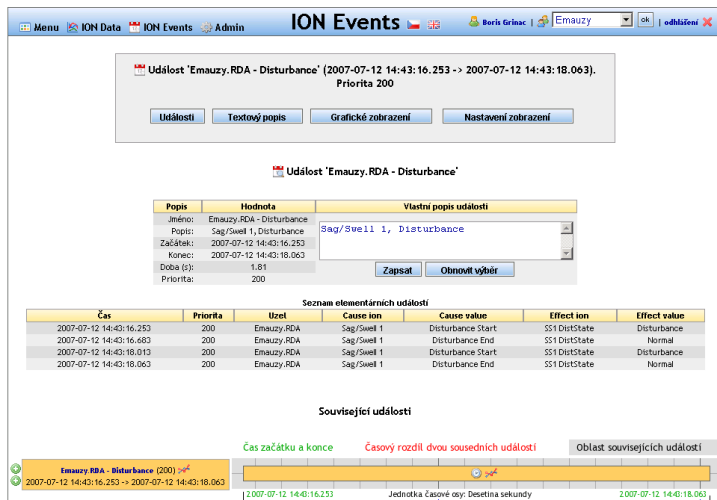 Menu ION Data ION Events Admin ION Events Boris Grinac | Emauzy ok | odhlášení
Událost 'Emauzy.RDA - Disturbance' (2007-07-12 14:43:16.253 -> 2007-07-12 14:43:18.063).
Priorita 200
Události Textový popis Grafické zobrazení Nastavení zobrazení
Událost 'Emauzy.RDA - Disturbance'
Popis Hodnota Vlastní popis události
Jméno: Emauzy.RDA - Disturbance
Popis: Sag/Swell 1, Disturbance
Začátek: 2007-07-12 14:43:16.253
Konec: 2007-07-12 14:43:18.063
Doba (s): 1.81
Priorita: 200
Sag/Swell 1, Disturbance
Zapsat Obnovit výběr
Seznam elementárních událostí
Čas Priorita Uzel Cause ion Cause value Effect ion Effect value
2007-07-12 14:43:16.253 200 Emauzy.RDA Sag/Swell 1 Disturbance Start SS1 DistState Disturbance
2007-07-12 14:43:16.683 200 Emauzy.RDA Sag/Swell 1 Disturbance End SS1 DistState Normal
2007-07-12 14:43:18.013 200 Emauzy.RDA Sag/Swell 1 Disturbance Start SS1 DistState Disturbance
2007-07-12 14:43:18.063 200 Emauzy.RDA Sag/Swell 1 Disturbance End SS1 DistState Normal
Související události
Čas začátku a konce Časový rozdíl dvou sousedních událostí Oblast souvisejících událostí
Emauzy.RDA - Disturbance (200)
2007-07-12 14:43:16.253 -> 2007-07-12 14:43:18.063
2007-07-12 14:43:16.253 Jednotka časové osy: Desetina sekundy 2007-07-12 14:43:18.063